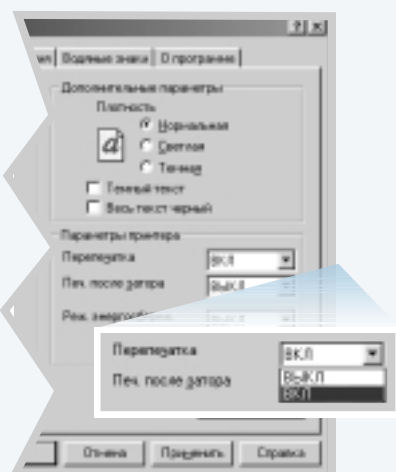 Водяные знаки О программе
Дополнительные параметры
Плотность
Нормальная
Светлая
Темная
Темный текст
Весь текст черный
Параметры принтера
Перепечатка ВКЛ
Печ. после затора ВЫКЛ
Реж.
Перепечатка ВКЛ
ВЫКЛ
Печ. после затора
ВКЛ
Отмена Применить Справка